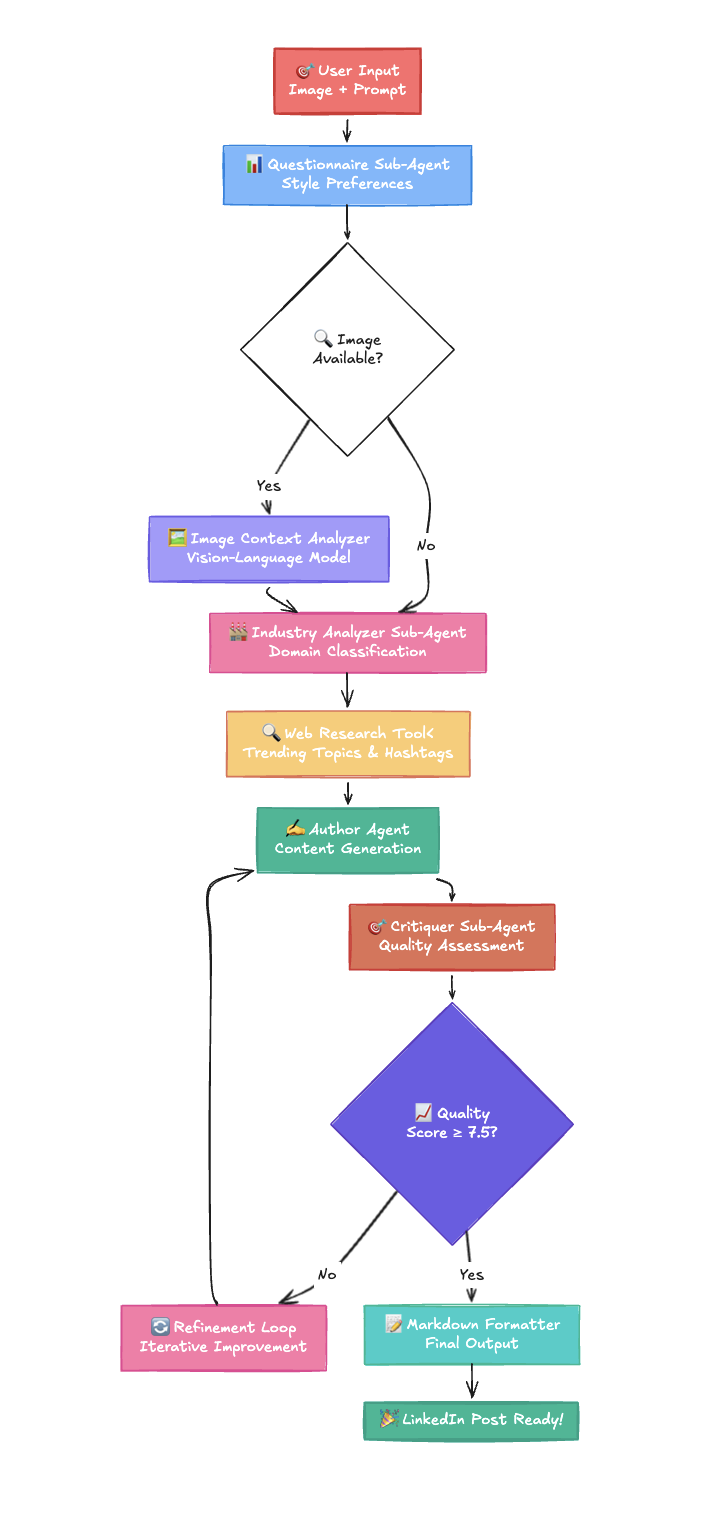 🎯 User Input
Image + Prompt
📊 Questionnaire Sub-Agent
Style Preferences
🔍 Image
Available?
Yes
No
🖼️ Image Context Analyzer
Vision-Language Model
🏭 Industry Analyzer Sub-Agent
Domain Classification
🔍 Web Research Tool<
Trending Topics & Hashtags
✍️ Author Agent
Content Generation
🎯 Critiquer Sub-Agent
Quality Assessment
📈 Quality
Score ≥ 7.5?
No
Yes
🔄 Refinement Loop
Iterative Improvement
📝 Markdown Formatter
Final Output
🎉 LinkedIn Post Ready!